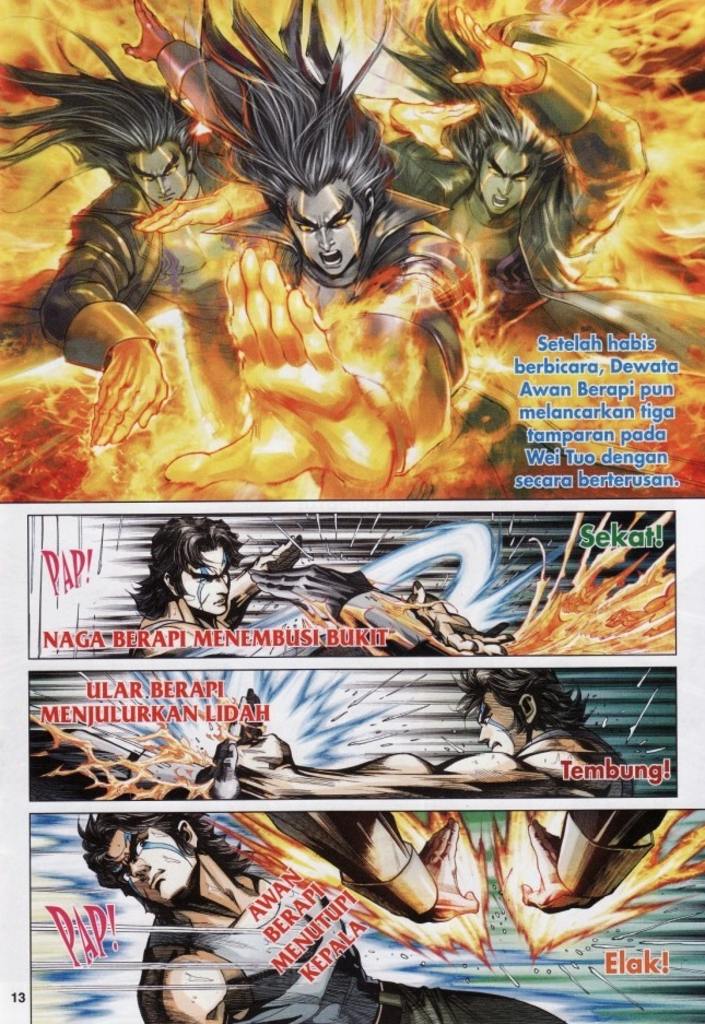 Setelah habis
berbicara, Dewata
Awan Berapi pun
melancarkan tiga
tamparan pada
Wei Tuo dengan
secara berterusan.
PAP!
Sekat!
NAGA BERAPI MENEMBUSI BUKIT
ULAR BERAPI
MENJULURKAN LIDAH
Tembung!
PAP!
AWAN
BERAPI
MENUTUPI
KEPALA
Elak!
13